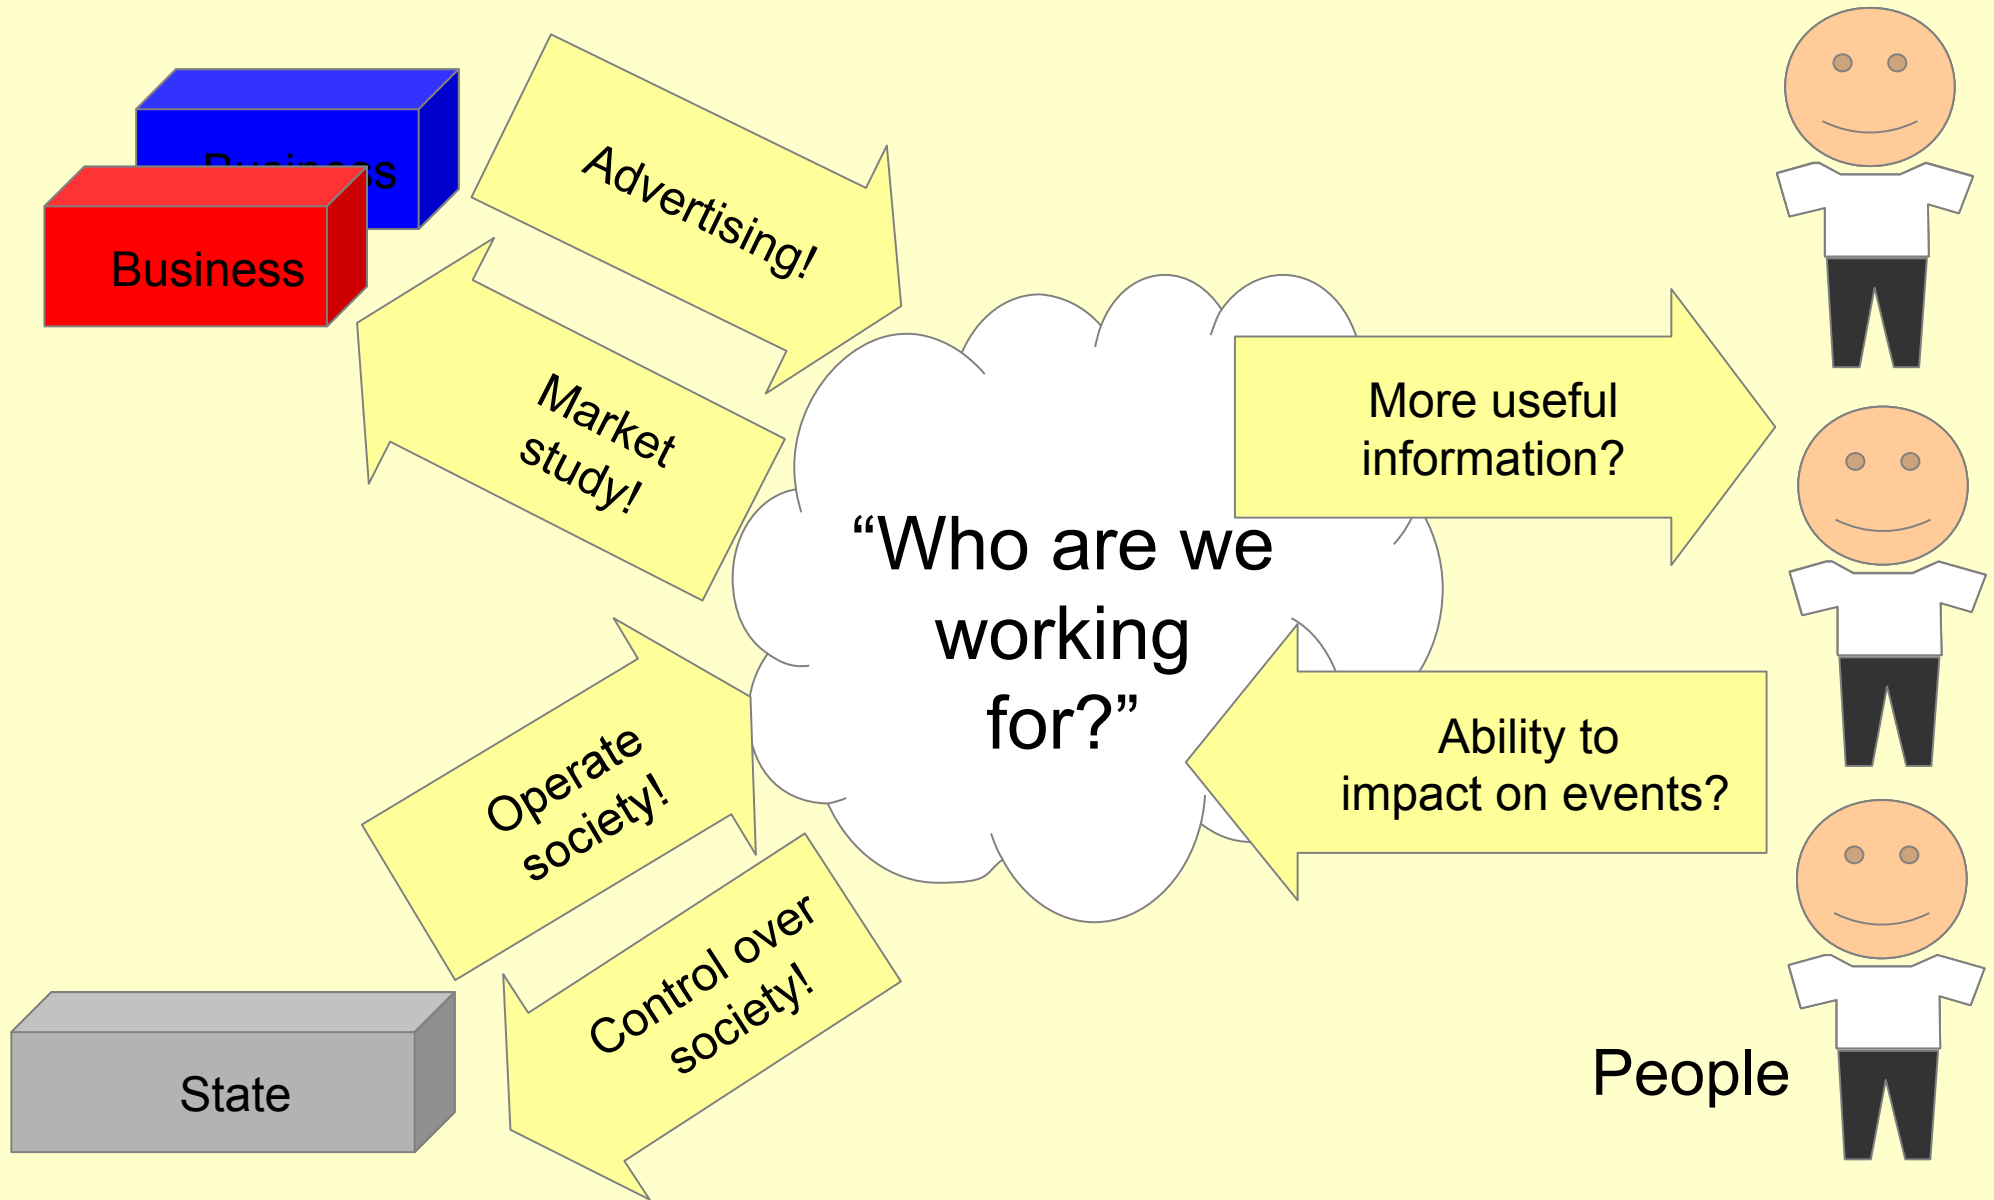 Business
Business
Advertising!
Market
study!
More useful
information?
“Who are we
working
for?”
Operate
society!
Ability to
impact on events?
Control over
society!
State
People